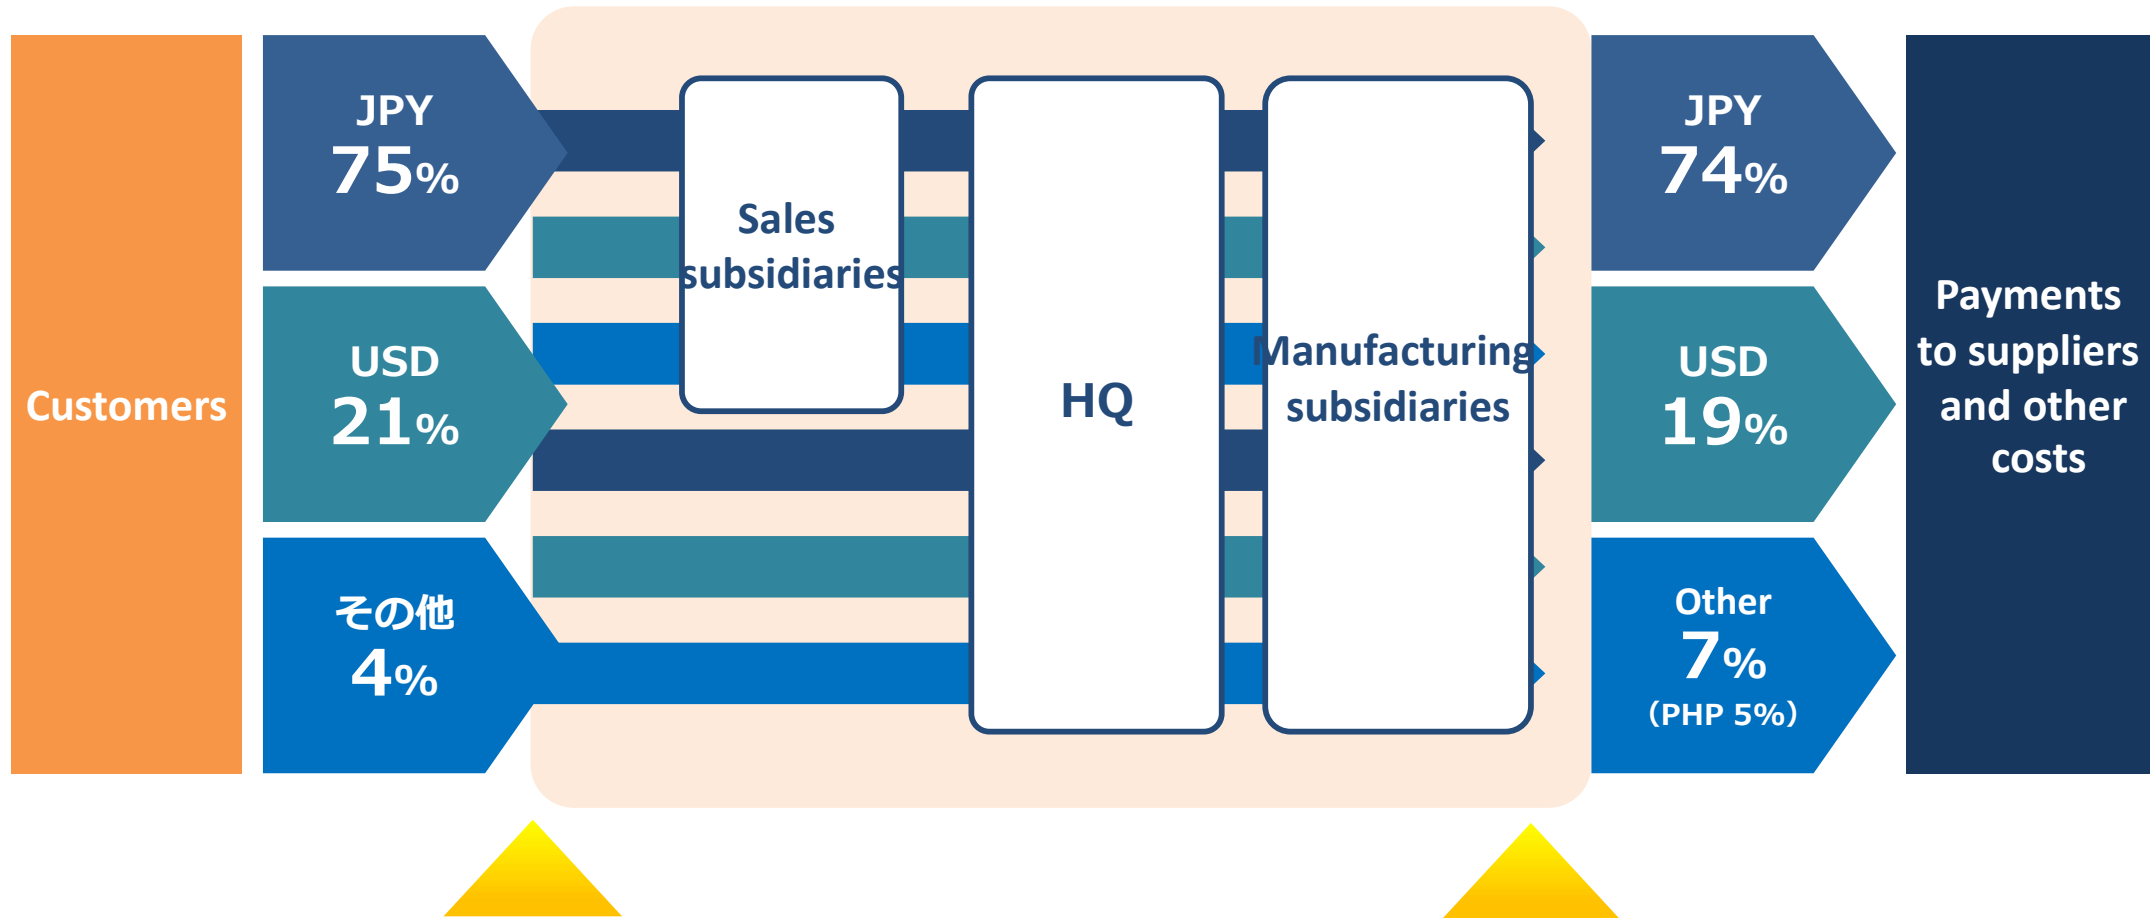 Customers
JPY
75%
USD
21%
その他
4%
Sales
subsidiaries
HQ
Manufacturing
subsidiaries
JPY
74%
USD
19%
Other
7%
(PHP 5%)
Payments
to suppliers
and other
costs